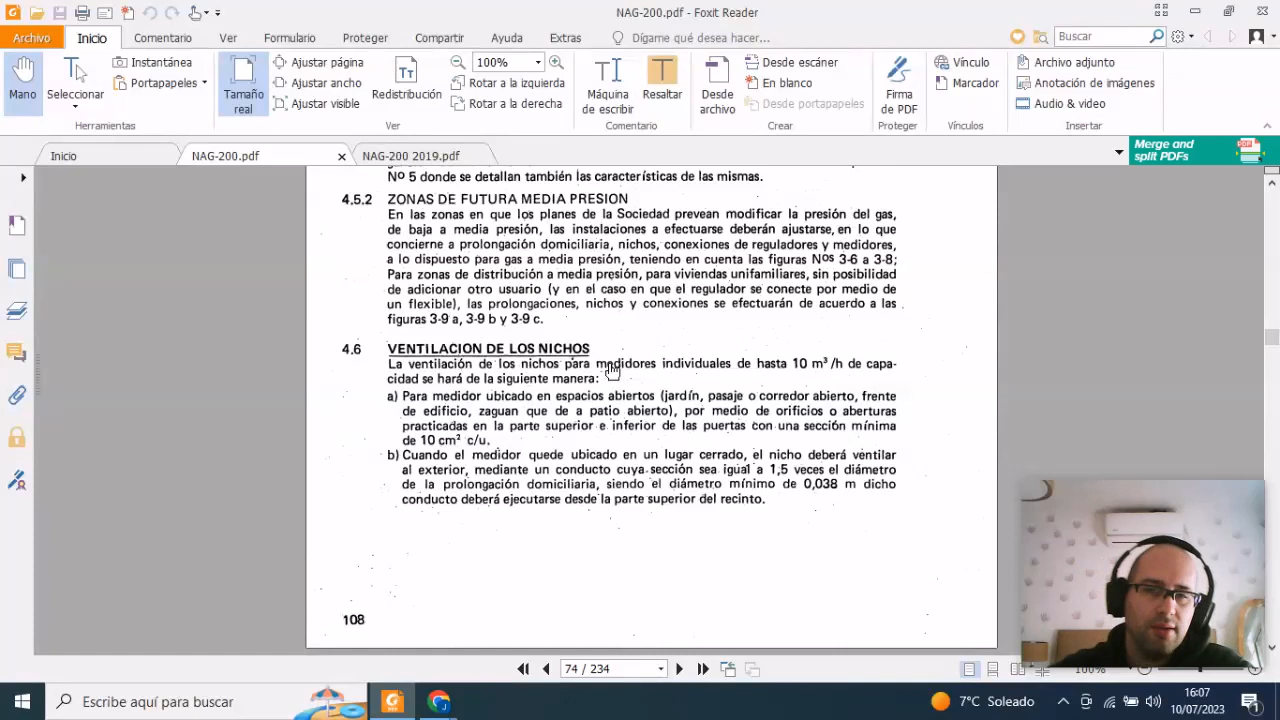 NAG-200.pdf - Foxit Reader
Archivo
Inicio
Comentario
Ver
Formulario
Proteger
Compartir
Ayuda
Extras
Dígame qué desea hacer...
Buscar
Mano
Seleccionar
Instantánea
Portapapeles
Herramientas
Tamaño
real
Ajustar página
Ajustar ancho
Ajustar visible
Redistribución
100%
Rotar a la izquierda
Rotar a la derecha
Ver
Máquina
de escribir
Resaltar
Comentario
Desde
archivo
Desde escáner
En blanco
Desde portapapeles
Crear
Firma
de PDF
Proteger
Vínculo
Marcador
Vínculos
Archivo adjunto
Anotación de imágenes
Audio & video
Insertar
Inicio
NAG-200.pdf
NAG-200 2019.pdf
Merge and
split PDFs
Nº 5 donde se detallan también las características de las mismas.
4.5.2 ZONAS DE FUTURA MEDIA PRESION
En las zonas en que los planes de la Sociedad prevean modificar la presión del gas,
de baja a media presión, las instalaciones a efectuarse deberán ajustarse, en lo que
concierne a prolongación domiciliaria, nichos, conexiones de reguladores y medidores,
a lo dispuesto para gas a media presión, teniendo en cuenta las figuras Nos 3-6 a 3-8;
Para zonas de distribución a media presión, para viviendas unifamiliares, sin posibilidad
de adicionar otro usuario (y en el caso en que el regulador se conecte por medio de
un flexible), las prolongaciones, nichos y conexiones se efectuarán de acuerdo a las
figuras 3-9 a, 3-9 b y 3-9 c.
4.6 VENTILACION DE LOS NICHOS
La ventilación de los nichos para medidores individuales de hasta 10 m³/h de capa-
cidad se hará de la siguiente manera:
a) Para medidor ubicado en espacios abiertos (jardín, pasaje o corredor abierto, frente
de edificio, zaguan que de a patio abierto), por medio de orificios o aberturas
practicadas en la parte superior e inferior de las puertas con una sección mínima
de 10 cm² c/u.
b) Cuando el medidor quede ubicado en un lugar cerrado, el nicho deberá ventilar
al exterior, mediante un conducto cuya sección sea igual a 1,5 veces el diámetro
de la prolongación domiciliaria, siendo el diámetro mínimo de 0,038 m dicho
conducto deberá ejecutarse desde la parte superior del recinto.
108
74 / 234
100%
Escribe aquí para buscar
7°C Soleado
16:07
10/07/2023
1